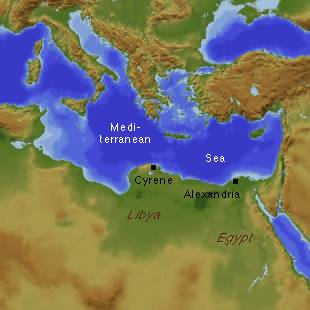 Medi-
terranean
Sea
Cyrene
Alexandria
Libya
Egypt